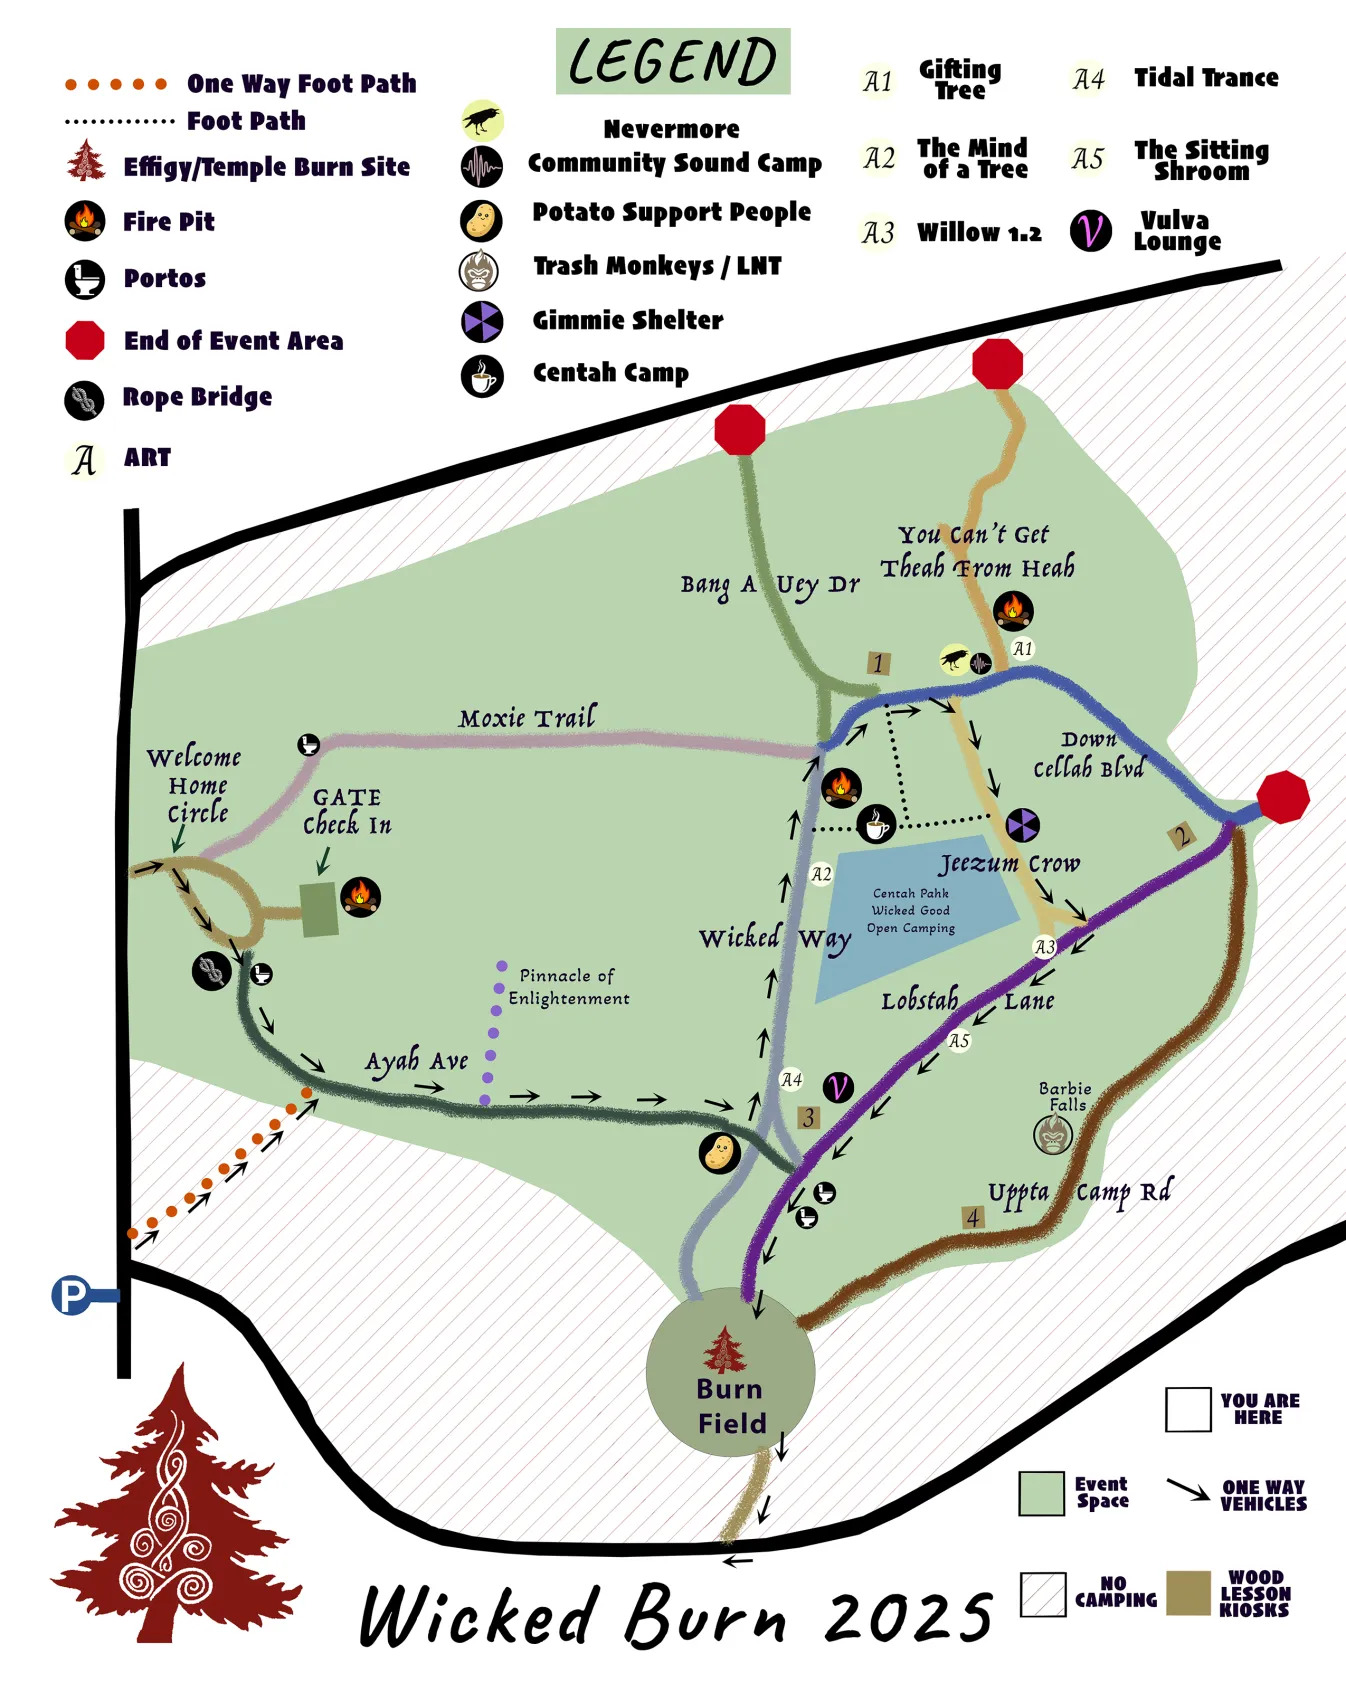 LEGEND
One Way Foot Path
Foot Path
Effigy/Temple Burn Site
Fire Pit
Portos
End of Event Area
Rope Bridge
A ART
Nevermore
Community Sound Camp
Potato Support People
Trash Monkeys / LNT
Gimmie Shelter
Centah Camp
A1 Gifting
Tree
A2 The Mind
of a Tree
A3 Willow 1.2
A4 Tidal Trance
A5 The Sitting
Shroom
V Vulva
Lounge
You Can't Get
Theah From Heah
Bang A Uey Dr
1
A1
Moxie Trail
Down
Cellah Blvd
Welcome
Home
Circle
GATE
Check In
2
A2
Jeezum Crow
Centah Pahk
Wicked Good
Open Camping
Wicked Way
A3
Pinnacle of
Enlightenment
Lobstah Lane
A5
Ayah Ave
A4
V
3
Barbie
Falls
Uppta Camp Rd
4
P
Burn
Field
YOU ARE
HERE
Event
Space
ONE WAY
VEHICLES
NO
CAMPING
WOOD
LESSON
KIOSKS
Wicked Burn 2025